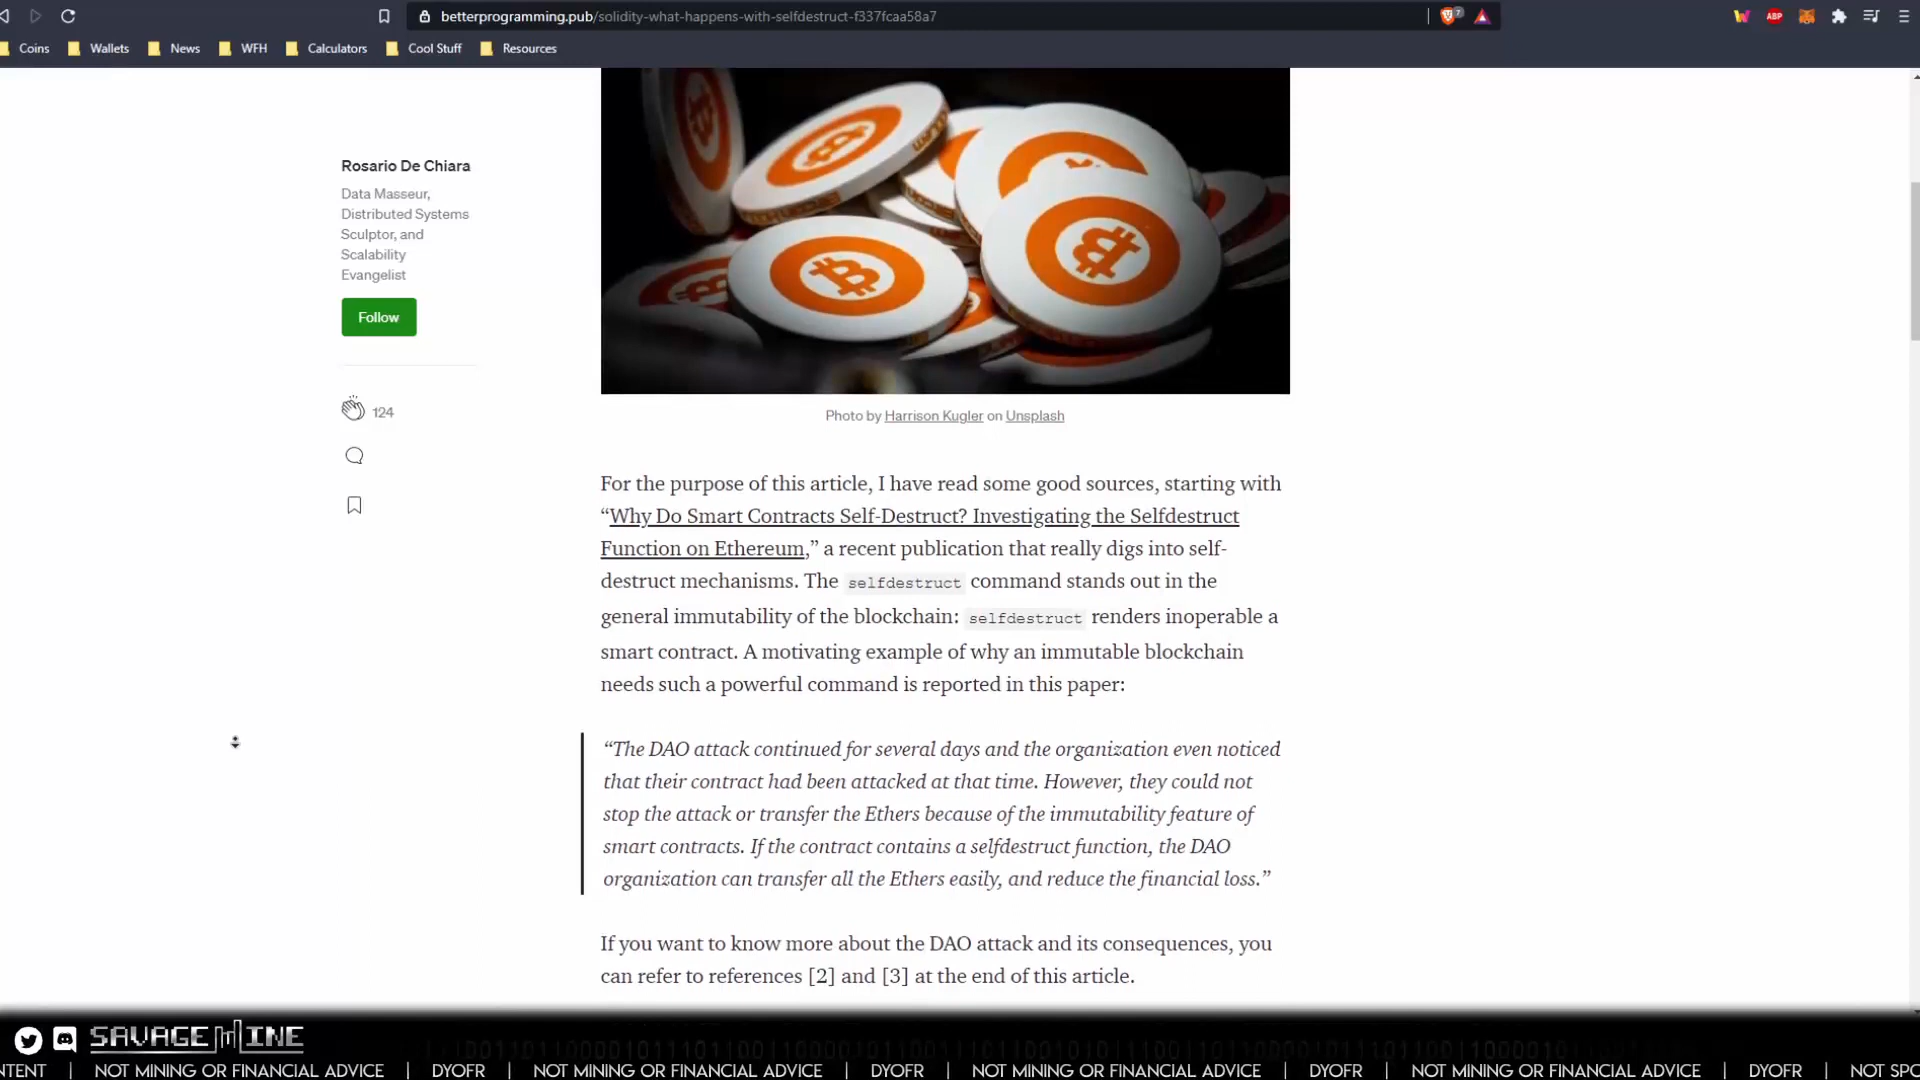 betterprogramming.pub/solidity-what-happens-with-selfdestruct-f337fcaa58a7
7
ABP
Coins
Wallets
News
WFH
Calculators
Cool Stuff
Resources
Rosario De Chiara
Data Masseur,
Distributed Systems
Sculptor, and
Scalability
Evangelist
Follow
124
Photo by Harrison Kugler on Unsplash
For the purpose of this article, I have read some good sources, starting with
“Why Do Smart Contracts Self-Destruct? Investigating the Selfdestruct
Function on Ethereum,” a recent publication that really digs into self-
destruct mechanisms. The selfdestruct command stands out in the
general immutability of the blockchain: selfdestruct renders inoperable a
smart contract. A motivating example of why an immutable blockchain
needs such a powerful command is reported in this paper:
“The DAO attack continued for several days and the organization even noticed
that their contract had been attacked at that time. However, they could not
stop the attack or transfer the Ethers because of the immutability feature of
smart contracts. If the contract contains a selfdestruct function, the DAO
organization can transfer all the Ethers easily, and reduce the financial loss.”
If you want to know more about the DAO attack and its consequences, you
can refer to references [2] and [3] at the end of this article.
SAVAGE MINE
NTENT | NOT MINING OR FINANCIAL ADVICE | DYOFR | NOT MINING OR FINANCIAL ADVICE | DYOFR | NOT MINING OR FINANCIAL ADVICE | DYOFR | NOT MINING OR FINANCIAL ADVICE | DYOFR | NOT SPO